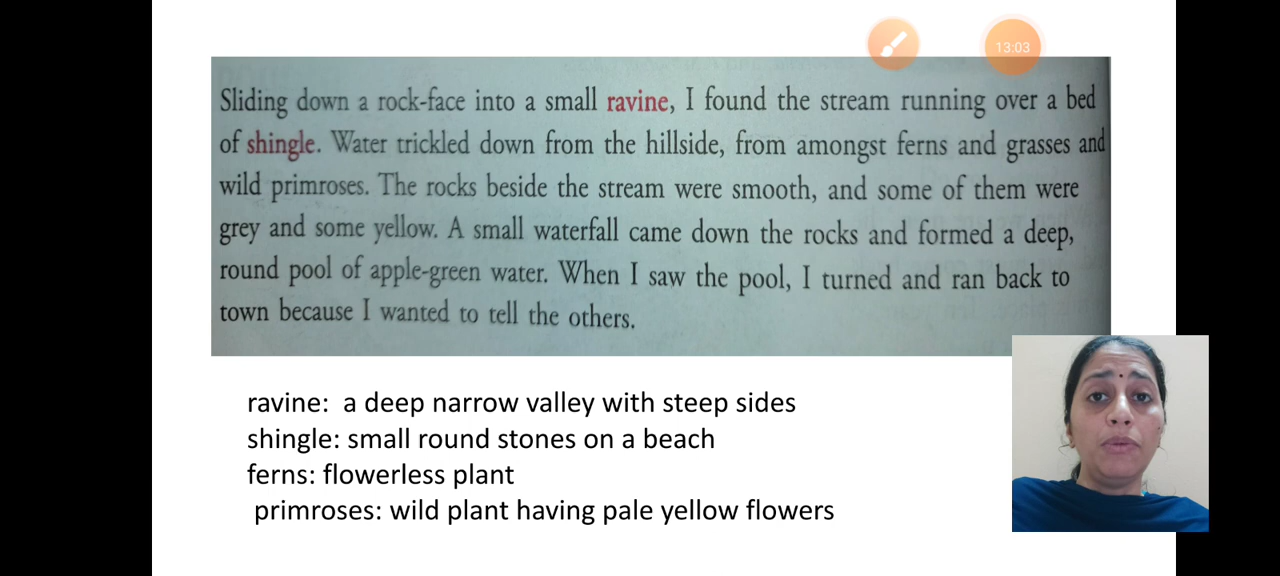 13:03
Sliding down a rock-face into a small ravine, I found the stream running over a bed
of shingle. Water trickled down from the hillside, from amongst ferns and grasses and
wild primroses. The rocks beside the stream were smooth, and some of them were
grey and some yellow. A small waterfall came down the rocks and formed a deep,
round pool of apple-green water. When I saw the pool, I turned and ran back to
town because I wanted to tell the others.
ravine: a deep narrow valley with steep sides
shingle: small round stones on a beach
ferns: flowerless plant
primroses: wild plant having pale yellow flowers